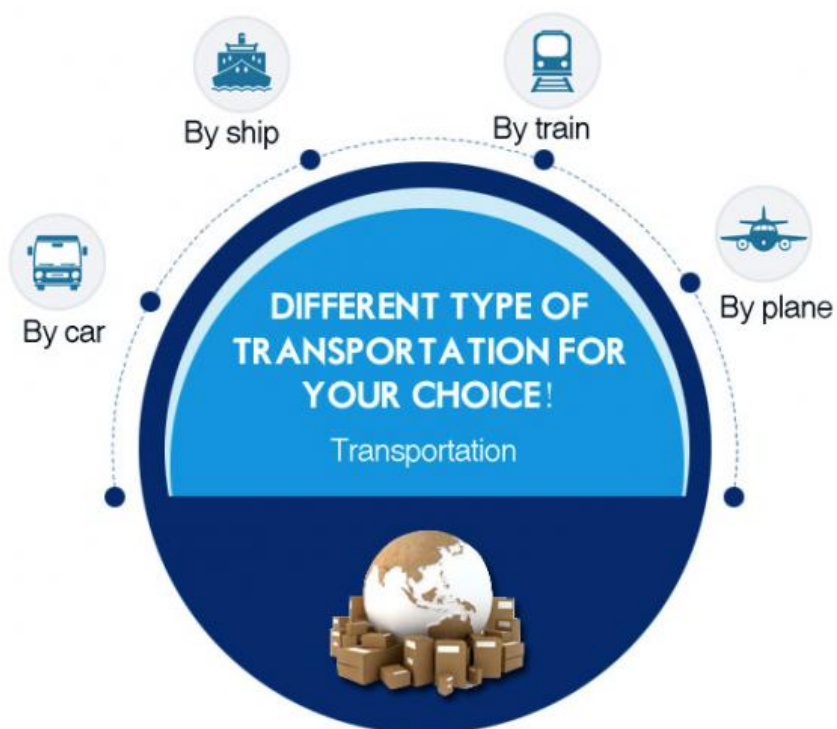 By ship
By train
By car
By plane
DIFFERENT TYPE OF
TRANSPORTATION FOR
YOUR CHOICE!
Transportation